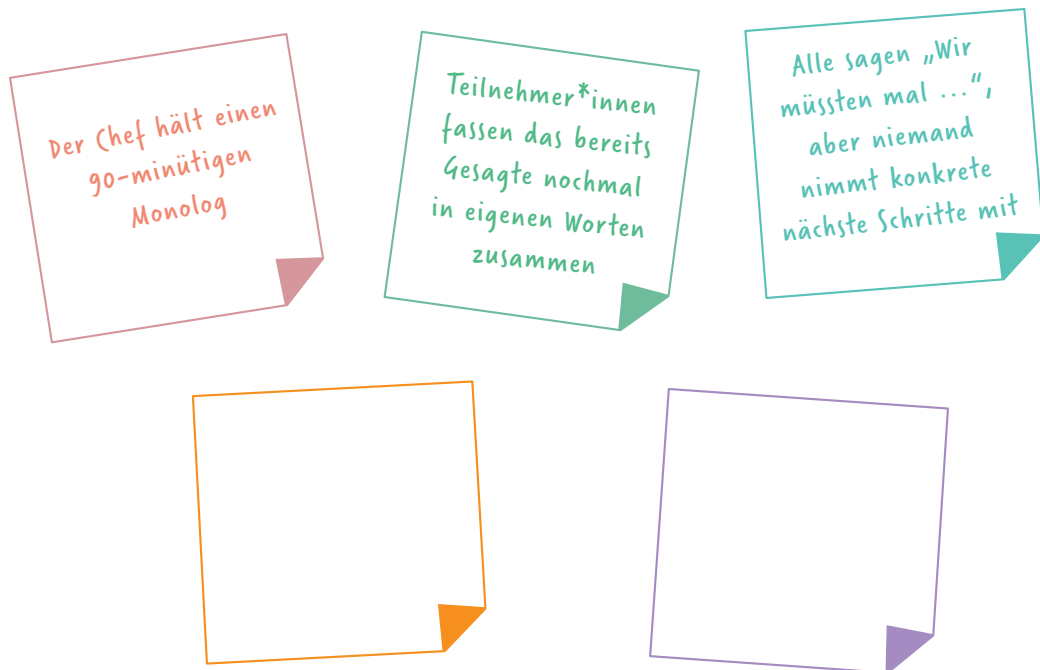 Der Chef hält einen
90-minütigen
Monolog
Teilnehmer*innen
fassen das bereits
Gesagte nochmal
in eigenen Worten
zusammen
Alle sagen „Wir
müssten mal ...“,
aber niemand
nimmt konkrete
nächste Schritte mit